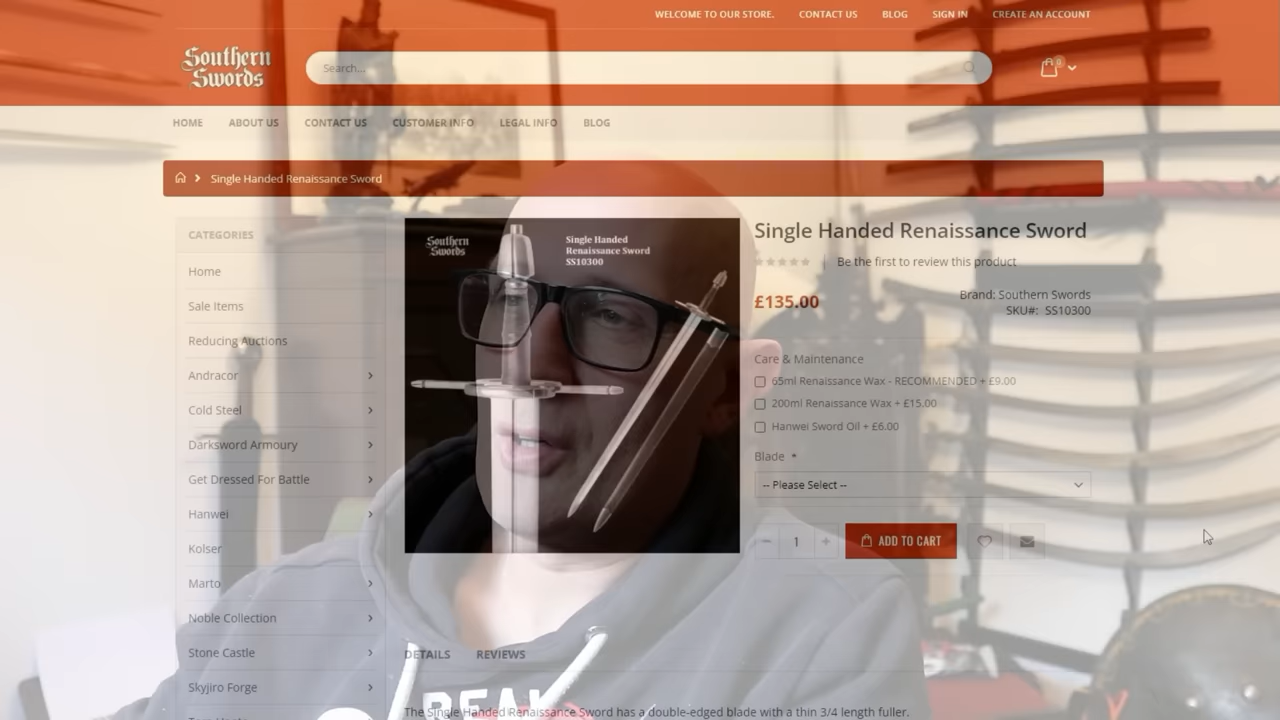 WELCOME TO OUR STORE. CONTACT US BLOG SIGN IN CREATE AN ACCOUNT
Southern
Swords
Search...
0
HOME ABOUT US CONTACT US CUSTOMER INFO LEGAL INFO BLOG
Single Handed Renaissance Sword
CATEGORIES
Home
Sale Items
Reducing Auctions
Andracor
Cold Steel
Darksword Armoury
Get Dressed For Battle
Hanwei
Kolser
Marto
Noble Collection
Stone Castle
Skyjiro Forge
Southern
Swords
Single Handed
Renaissance Sword
SS10300
Single Handed Renaissance Sword
Be the first to review this product
£135.00
Brand: Southern Swords
SKU#: SS10300
Care & Maintenance
65ml Renaissance Wax - RECOMMENDED + £9.00
200ml Renaissance Wax + £15.00
Hanwei Sword Oil + £6.00
Blade *
-- Please Select --
1
ADD TO CART
DETAILS REVIEWS
The Single Handed Renaissance Sword has a double-edged blade with a thin 3/4 length fuller.